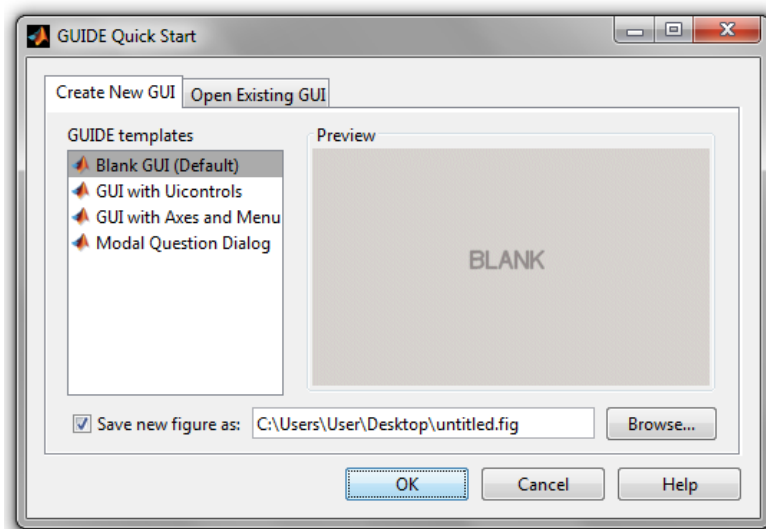 GUIDE Quick Start
Create New GUI
Open Existing GUI
GUIDE templates
Blank GUI (Default)
GUI with Uicontrols
GUI with Axes and Menu
Modal Question Dialog
Preview
BLANK
Save new figure as:
C:\Users\User\Desktop\untitled.fig
Browse...
OK
Cancel
Help